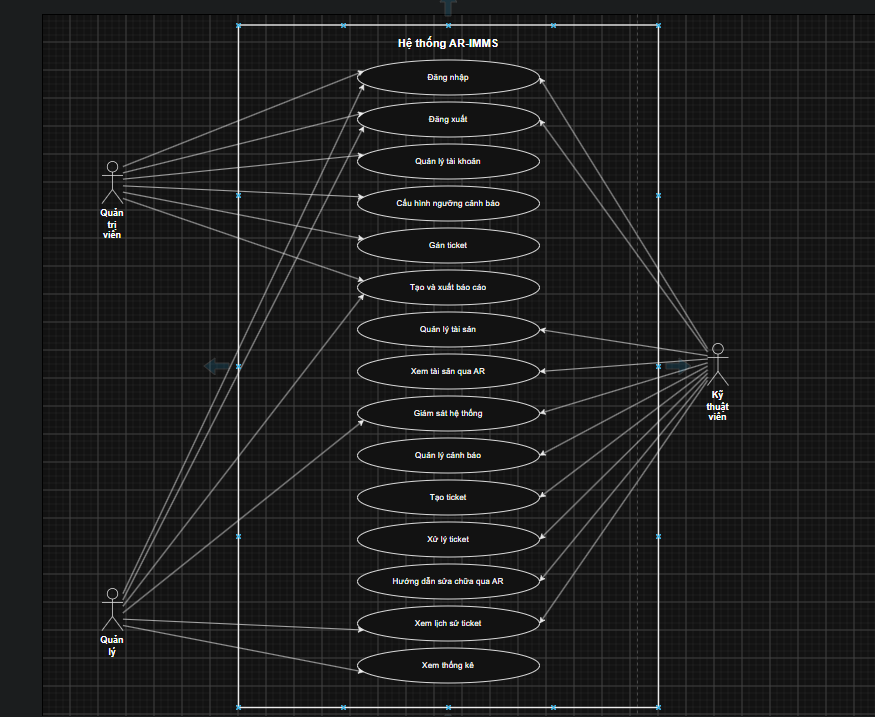 Hệ thống AR-IMMS
Đăng nhập
Đăng xuất
Quản lý tài khoản
Cấu hình ngưỡng cảnh báo
Gán ticket
Tạo và xuất báo cáo
Quản lý tài sản
Xem tài sản qua AR
Giám sát hệ thống
Quản lý cảnh báo
Tạo ticket
Xử lý ticket
Hướng dẫn sửa chữa qua AR
Xem lịch sử ticket
Xem thống kê
Quản
trị
viên
Kỹ
thuật
viên
Quản
lý